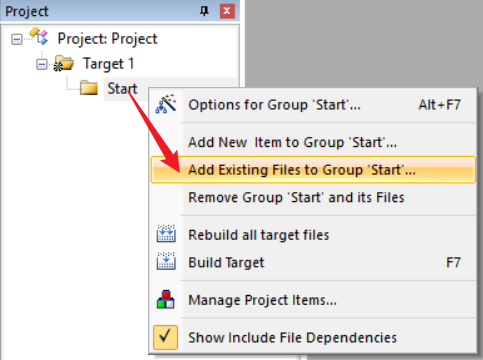 Project
Project: Project
Target 1
Start
Options for Group 'Start'... Alt+F7
Add New Item to Group 'Start'...
Add Existing Files to Group 'Start'...
Remove Group 'Start' and its Files
Rebuild all target files
Build Target F7
Manage Project Items...
Show Include File Dependencies